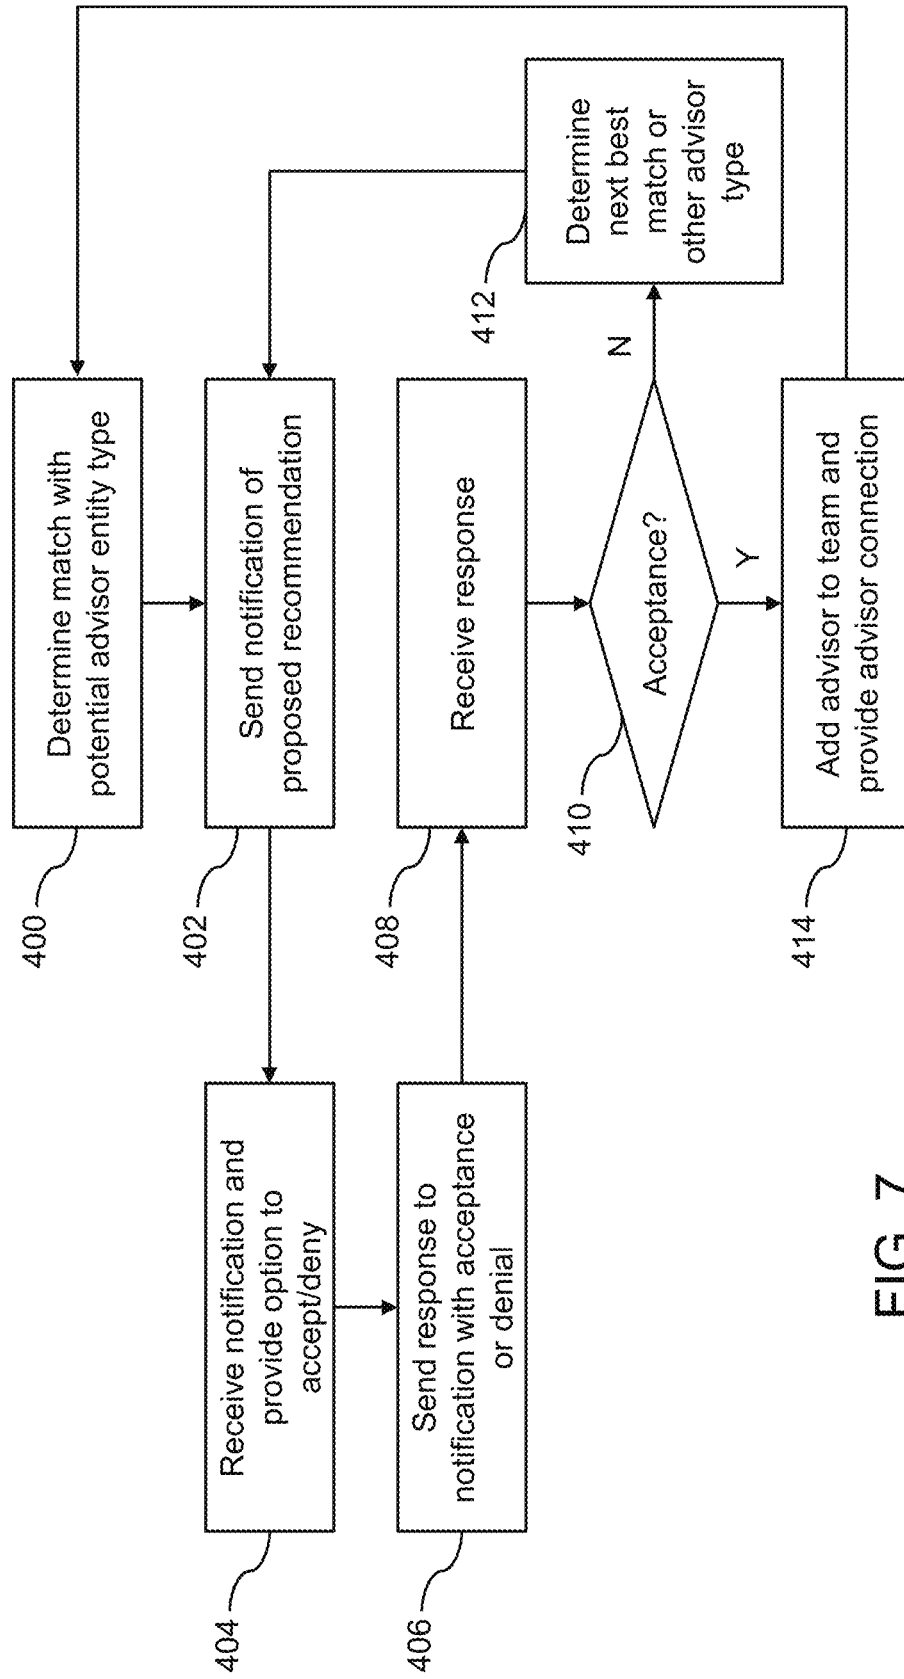 400
Determine match with
potential advisor entity type
402
Send notification of
proposed recommendation
404
Receive notification and
provide option to
accept/deny
406
Send response to
notification with acceptance
or denial
408
Receive response
410
Acceptance?
N
412
Determine
next best
match or
other advisor
type
Y
414
Add advisor to team and
provide advisor connection
FIG. 7